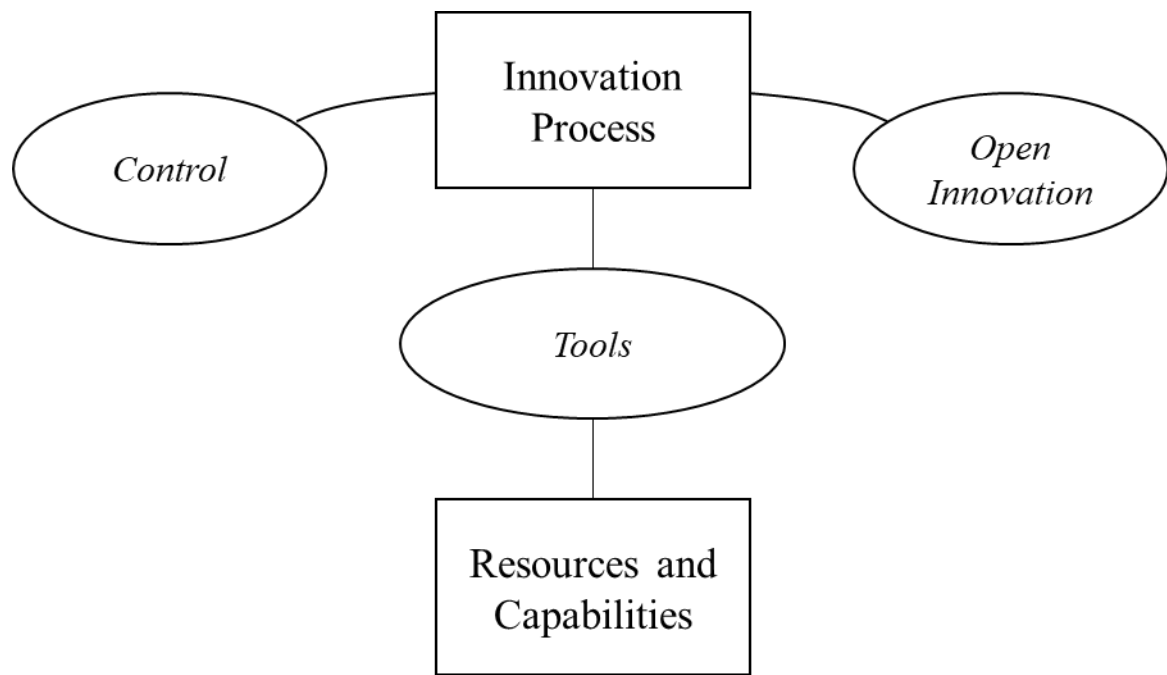 Innovation
Process
Control
Open
Innovation
Tools
Resources and
Capabilities